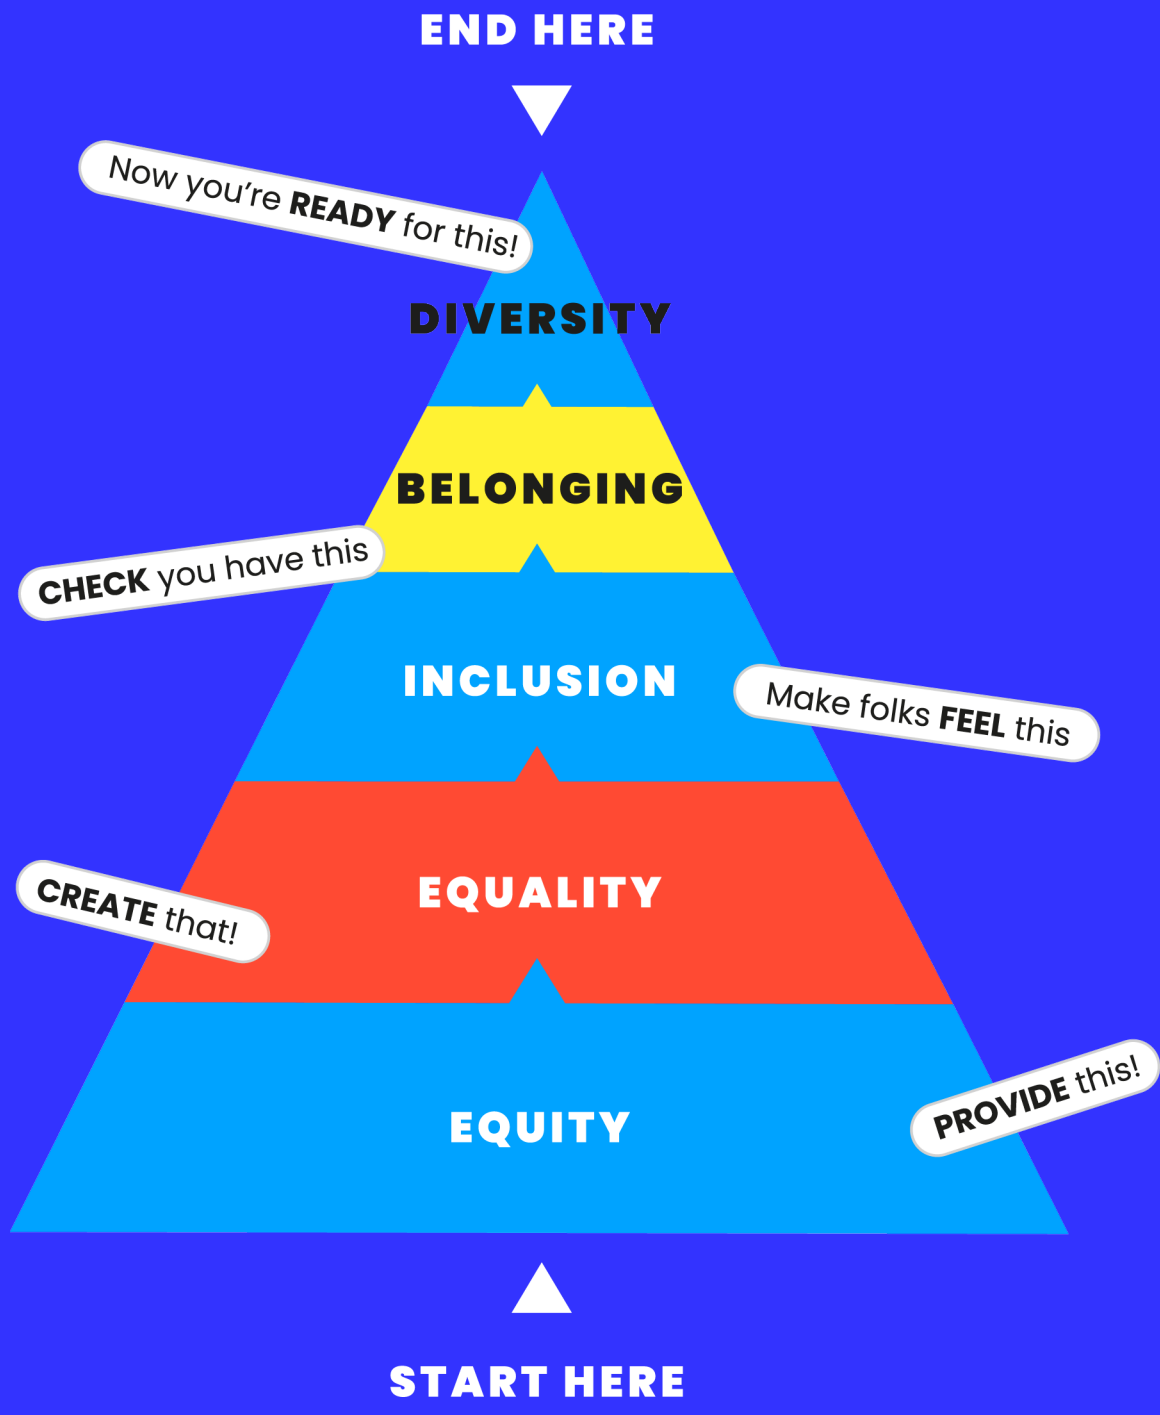 END HERE
Now you’re READY for this!
DIVERSITY
BELONGING
CHECK you have this
INCLUSION
Make folks FEEL this
EQUALITY
CREATE that!
EQUITY
PROVIDE this!
START HERE